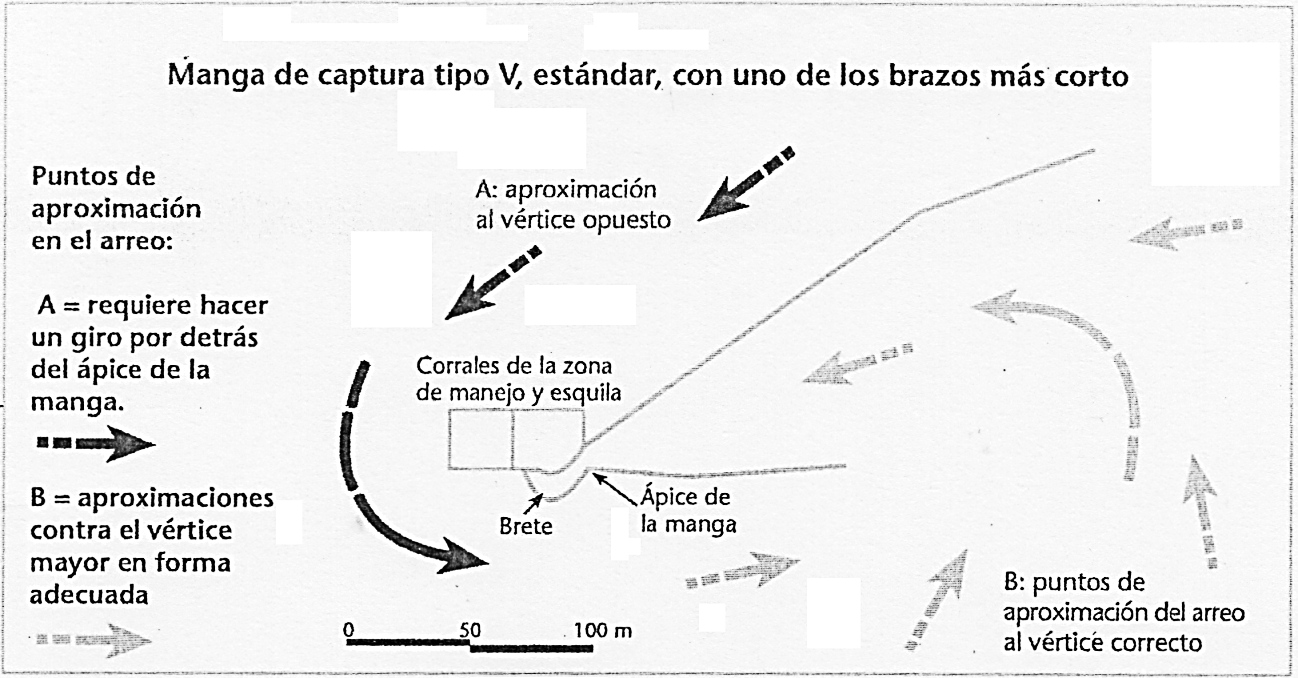 Manga de captura tipo V, estándar, con uno de los brazos más corto
Puntos de
aproximación
en el arreo:
A = requiere hacer
un giro por detrás
del ápice de la
manga.
B = aproximaciones
contra el vértice
mayor en forma
adecuada
A: aproximación
al vértice opuesto
Corrales de la zona
de manejo y esquila
Brete
Ápice de
la manga
0 50 100 m
B: puntos de
aproximación del arreo
al vértice correcto